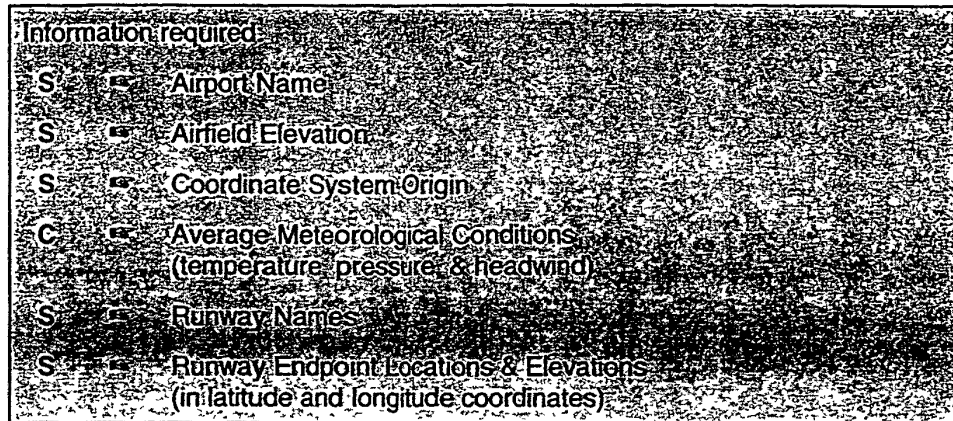 Information required
S ☞ Airport Name
S ☞ Airfield Elevation
S ☞ Coordinate System Origin
C ☞ Average Meteorological Conditions
(temperature, pressure, & headwind)
S ☞ Runway Names
S ☞ Runway Endpoint Locations & Elevations
(in latitude and longitude coordinates)